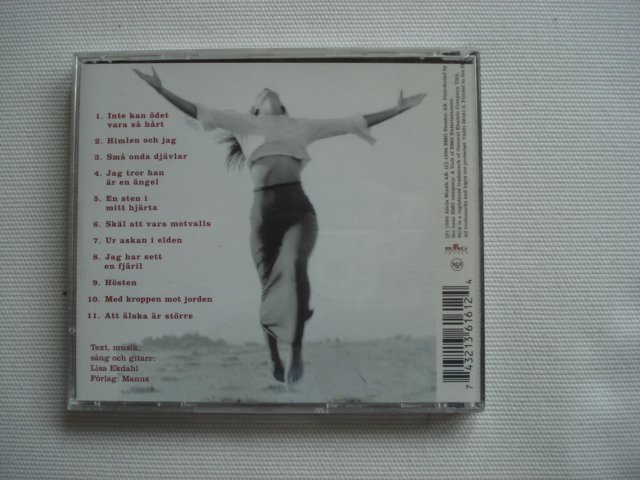 1. Inte kan ödet
vara så hårt
2. Himlen och jag
3. Små onda djävlar
4. Jag tror han
är en ängel
5. En sten i
mitt hjärta
6. Skäl att vara motvalls
7. Ur askan i elden
8. Jag har sett
en fjäril
9. Hösten
10. Med kroppen mot jorden
11. Att älska är större
Text, musik,
sång och gitarr:
Lisa Ekdahl
Förlag: Manus
BMG
7 43213 61612 4